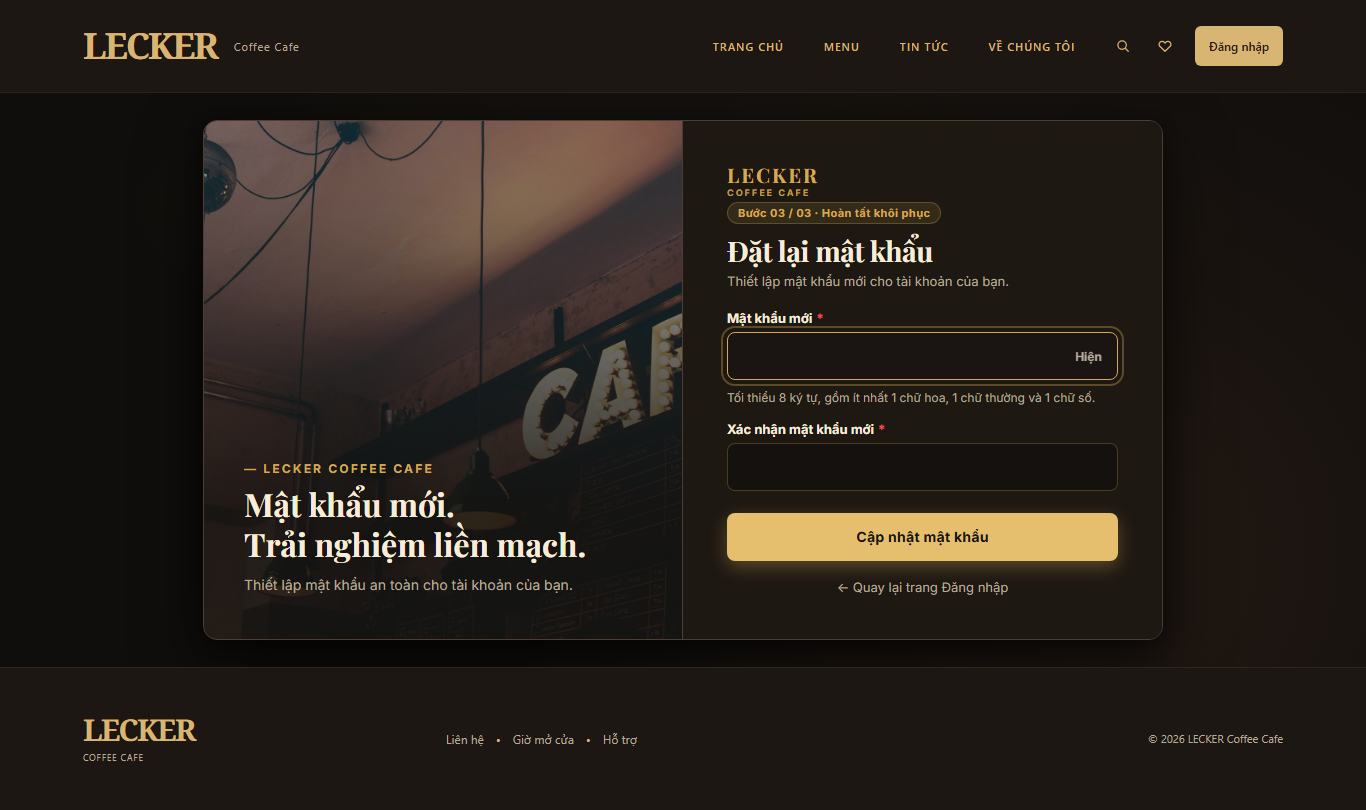 LECKER Coffee Cafe
TRANG CHỦ MENU TIN TỨC VỀ CHÚNG TÔI Đăng nhập
CAF
— LECKER COFFEE CAFE
Mật khẩu mới.
Trải nghiệm liền mạch.
Thiết lập mật khẩu an toàn cho tài khoản của bạn.
LECKER
COFFEE CAFE
Bước 03 / 03 · Hoàn tất khôi phục
Đặt lại mật khẩu
Thiết lập mật khẩu mới cho tài khoản của bạn.
Mật khẩu mới *
Hiện
Tối thiểu 8 ký tự, gồm ít nhất 1 chữ hoa, 1 chữ thường và 1 chữ số.
Xác nhận mật khẩu mới *
Cập nhật mật khẩu
← Quay lại trang Đăng nhập
LECKER
COFFEE CAFE
Liên hệ • Giờ mở cửa • Hỗ trợ
© 2026 LECKER Coffee Cafe